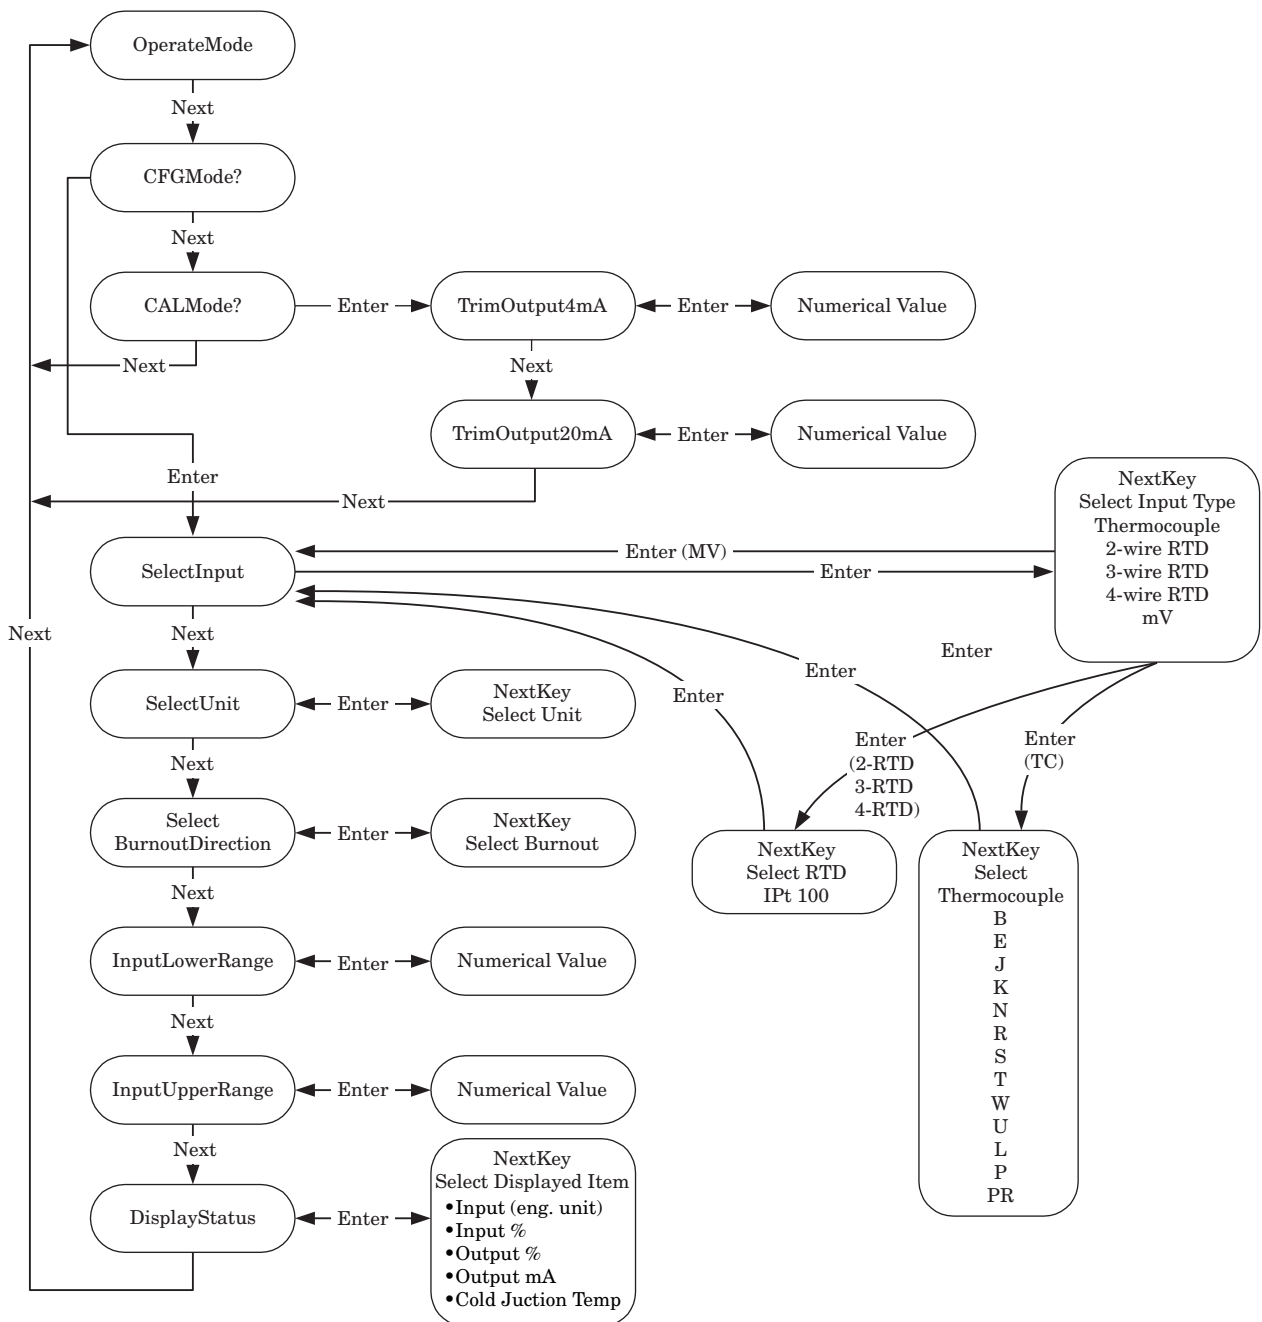 OperateMode
Next
CFGMode?
Next
CALMode?
Enter
TrimOutput4mA
Enter
Numerical Value
Next
Next
TrimOutput20mA
Enter
Numerical Value
Enter
Next
NextKey
Select Input Type
Thermocouple
2-wire RTD
3-wire RTD
4-wire RTD
mV
Enter (MV)
SelectInput
Enter
Next
Next
Enter
Enter
Enter
SelectUnit
Enter
NextKey
Select Unit
Enter
(2-RTD
3-RTD
4-RTD)
Enter
(TC)
Next
Select
BurnoutDirection
Enter
NextKey
Select Burnout
NextKey
Select RTD
IPt 100
NextKey
Select
Thermocouple
B
E
J
K
N
R
S
T
W
U
L
P
PR
Next
InputLowerRange
Enter
Numerical Value
Next
InputUpperRange
Enter
Numerical Value
Next
DisplayStatus
Enter
NextKey
Select Displayed Item
•Input (eng. unit)
•Input %
•Output %
•Output mA
•Cold Juction Temp